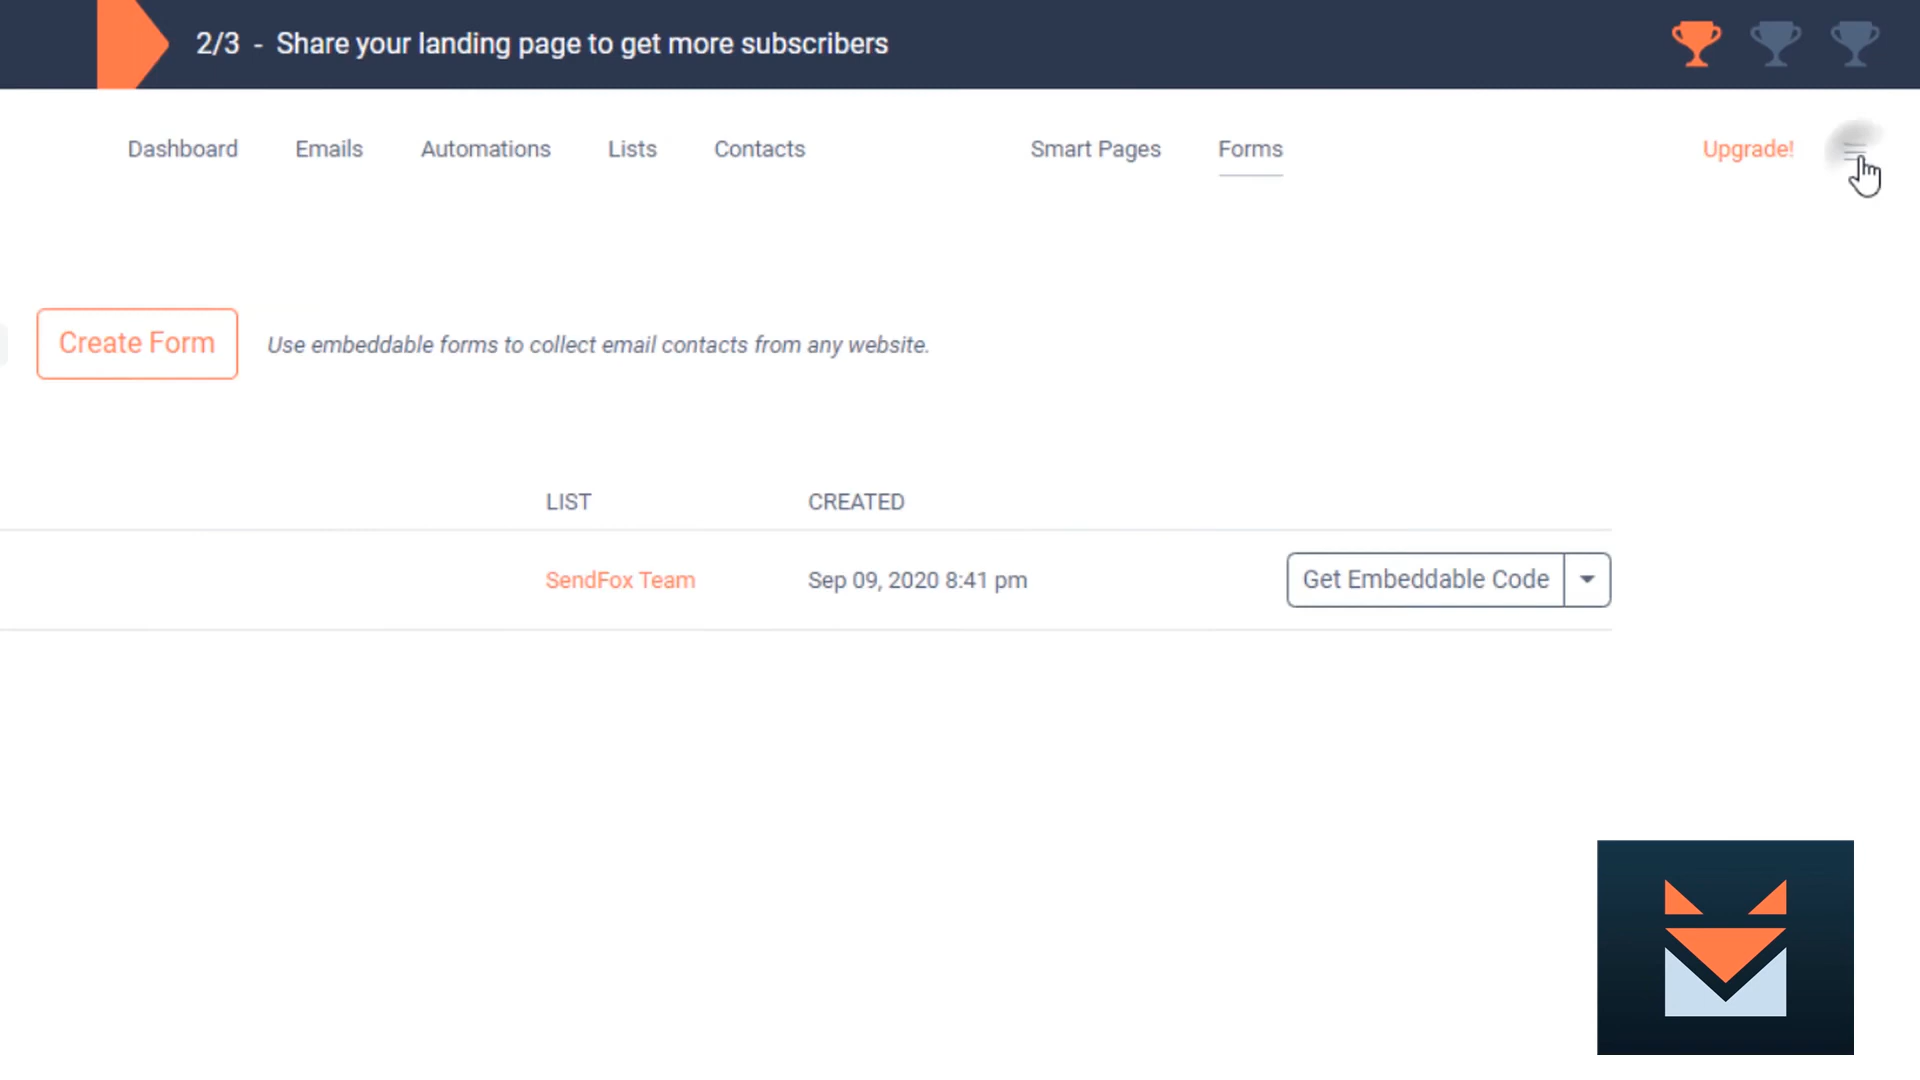 2/3 - Share your landing page to get more subscribers
Dashboard Emails Automations Lists Contacts Smart Pages Forms Upgrade!
Create Form Use embeddable forms to collect email contacts from any website.
LIST CREATED
SendFox Team Sep 09, 2020 8:41 pm Get Embeddable Code